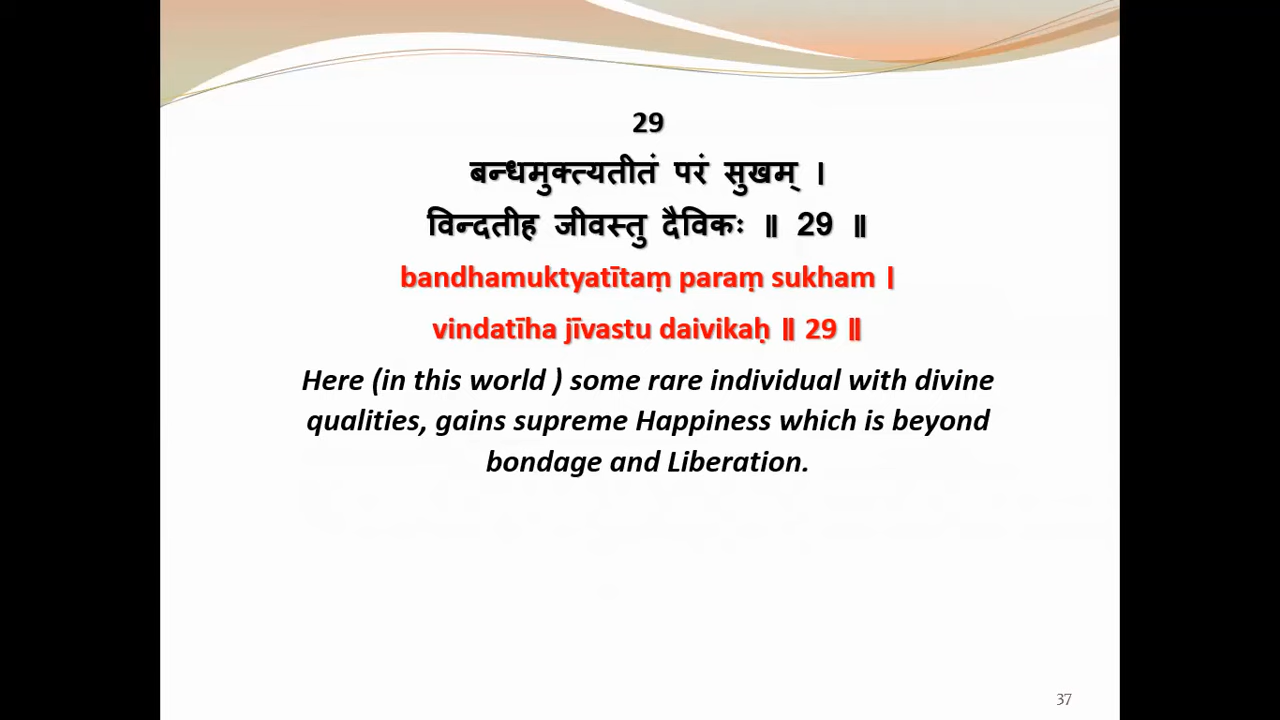 29
बन्धमुक्त्यतीतं परं सुखम् ।
विन्दतीह जीवस्तु दैविकः ॥ 29 ॥
bandhamuktyatītaṃ paraṃ sukham ।
vindatīha jīvastu daivikaḥ ॥ 29 ॥
Here (in this world ) some rare individual with divine
qualities, gains supreme Happiness which is beyond
bondage and Liberation.
37